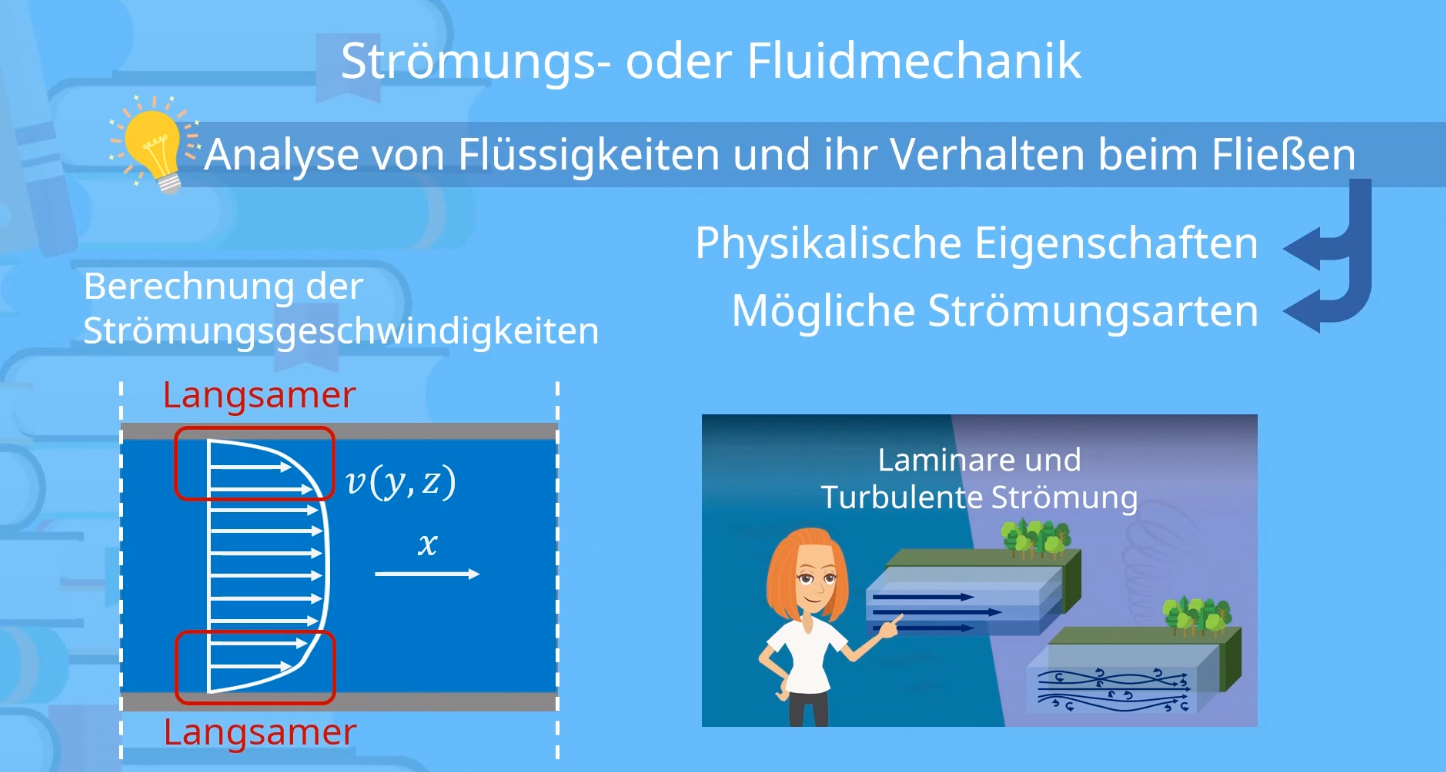 Strömungs- oder Fluidmechanik
Analyse von Flüssigkeiten und ihr Verhalten beim Fließen
Physikalische Eigenschaften
Mögliche Strömungsarten
Berechnung der
Strömungsgeschwindigkeiten
Langsamer
v(y, z)
x
Langsamer
Laminare und
Turbulente Strömung